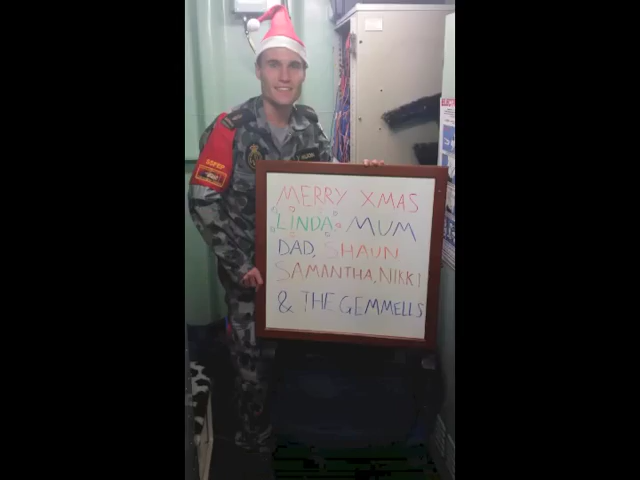 MERRY XMAS
LINDA MUM
DAD, SHAUN
SAMANTHA, NIKKI
& THE GEMMELLS